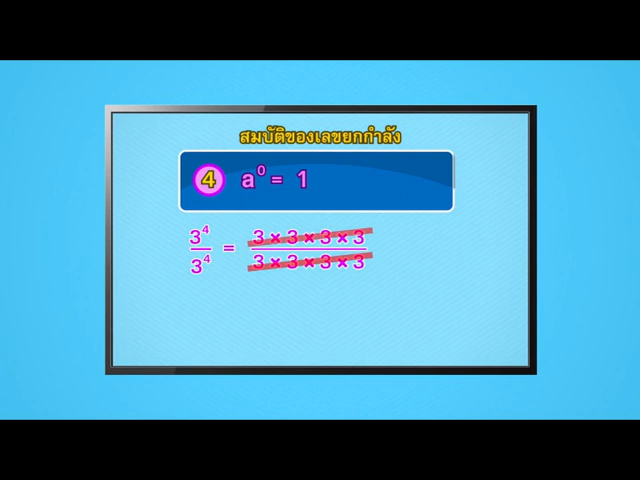 สมบัติของเลขยกกำลัง
4 a⁰ = 1
3⁴/3⁴ = 3 × 3 × 3 × 3/3 × 3 × 3 × 3